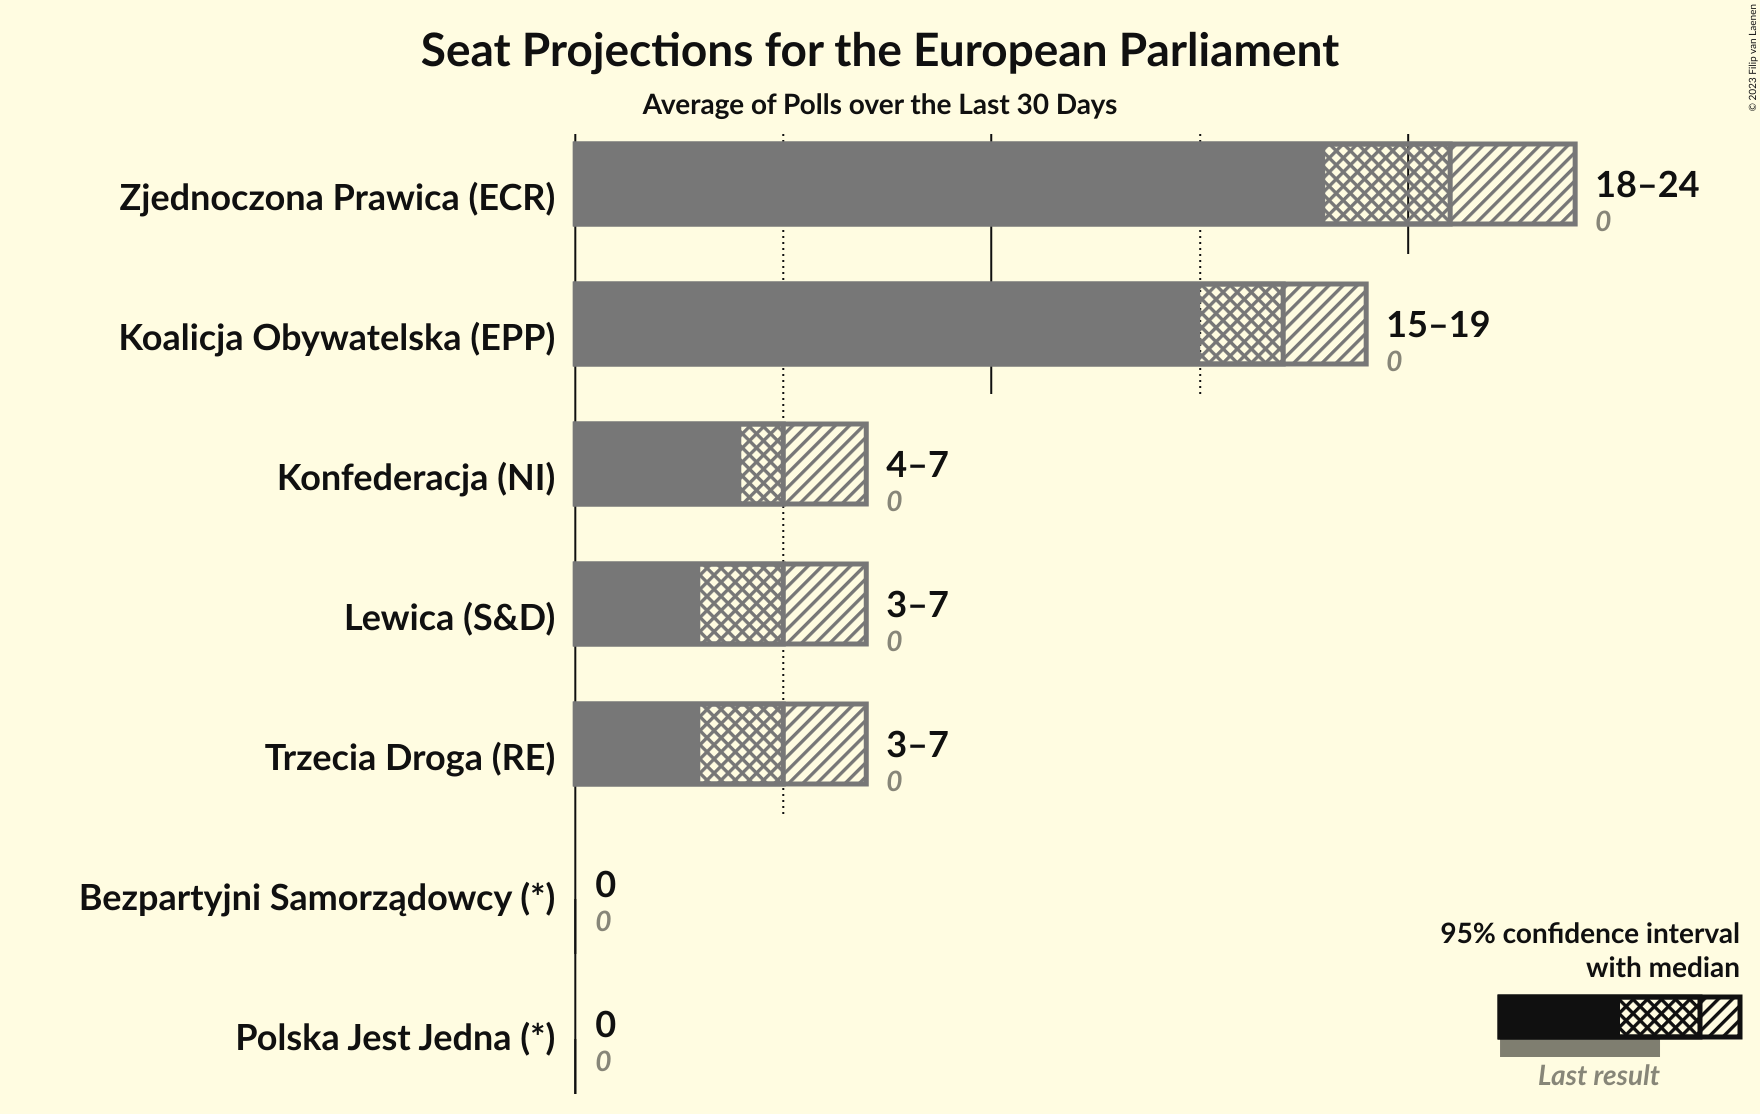 Seat Projections for the European Parliament
Average of Polls over the Last 30 Days
© 2023 Filip van Laenen
Zjednoczona Prawica (ECR)
18–24
0
Koalicja Obywatelska (EPP)
15–19
0
Konfederacja (NI)
4–7
0
Lewica (S&D)
3–7
0
Trzecia Droga (RE)
3–7
0
Bezpartyjni Samorządowcy (*)
0
0
Polska Jest Jedna (*)
0
0
95% confidence interval
with median
Last result